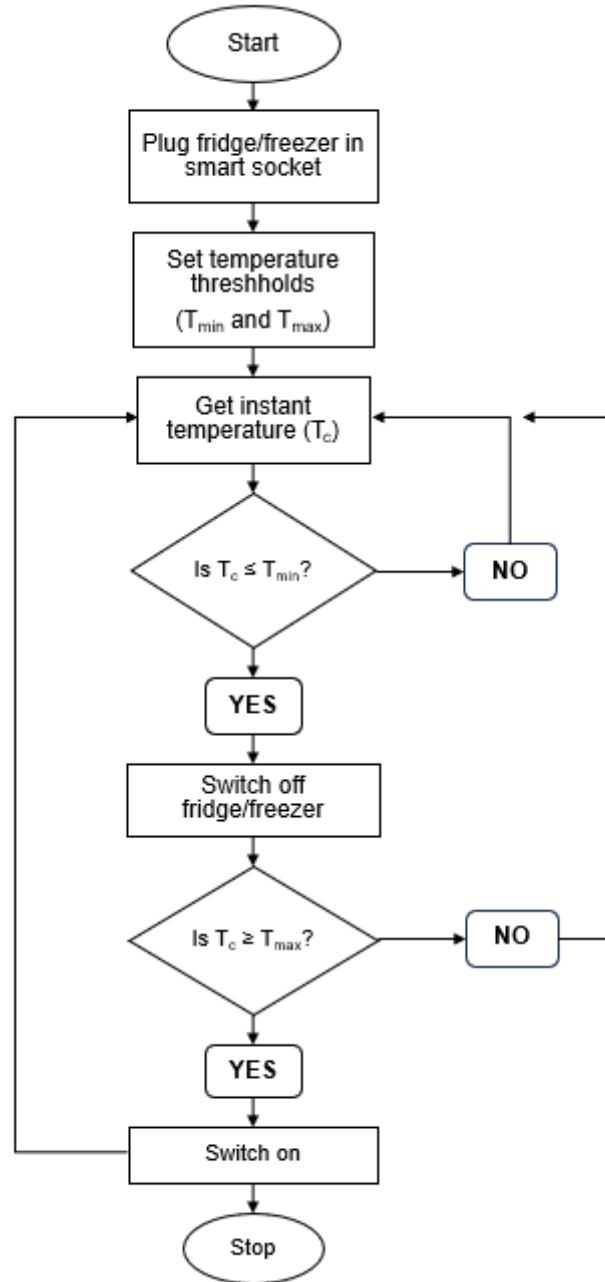 Start
Plug fridge/freezer in
smart socket
Set temperature
threshholds
(Tmin and Tmax)
Get instant
temperature (Tc)
Is Tc ≤ Tmin?
NO
YES
Switch off
fridge/freezer
Is Tc ≥ Tmax?
NO
YES
Switch on
Stop